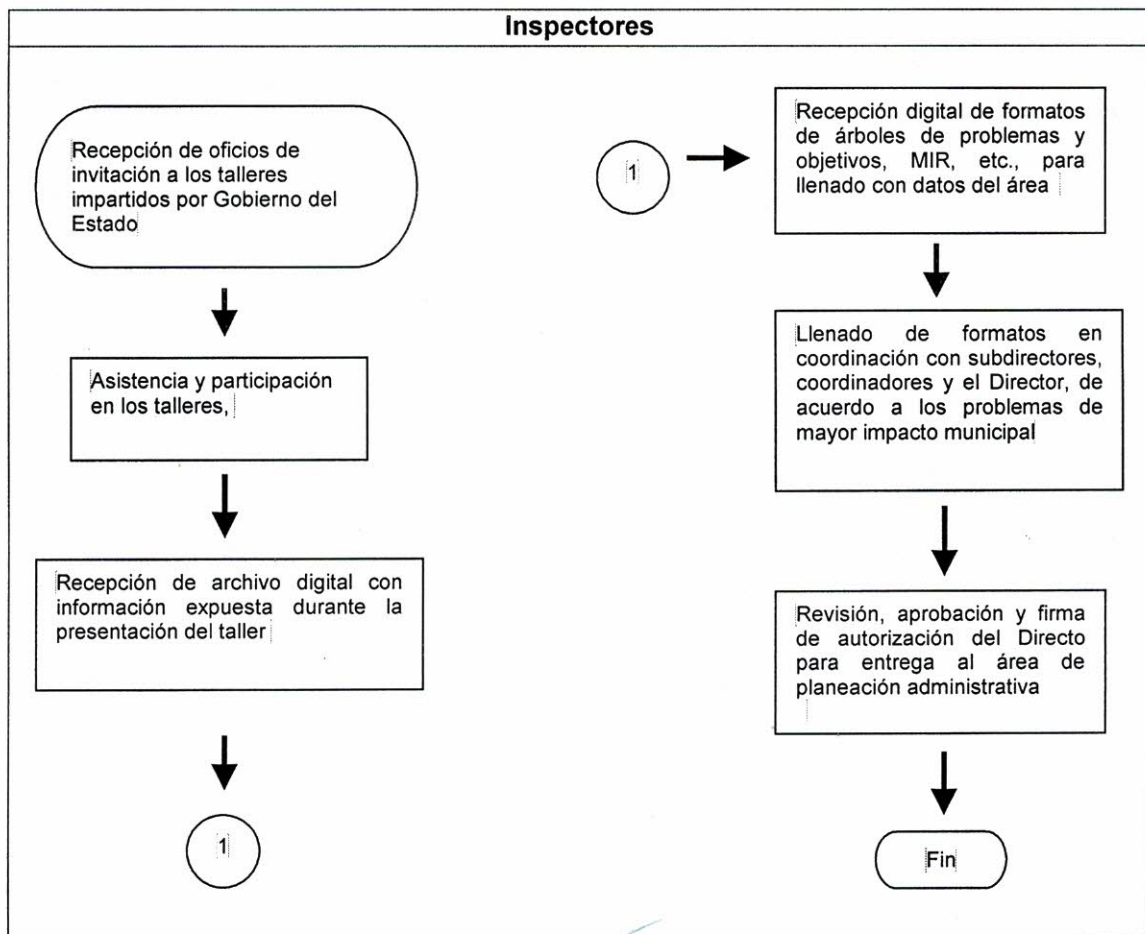 Inspectores
Recepción de oficios de
invitación a los talleres
impartidos por Gobierno del
Estado
Asistencia y participación
en los talleres,
Recepción de archivo digital con
información expuesta durante la
presentación del taller
1
1
Recepción digital de formatos
de árboles de problemas y
objetivos, MIR, etc., para
llenado con datos del área
Llenado de formatos en
coordinación con subdirectores,
coordinadores y el Director, de
acuerdo a los problemas de
mayor impacto municipal
Revisión, aprobación y firma
de autorización del Directo
para entrega al área de
planeación administrativa
Fin